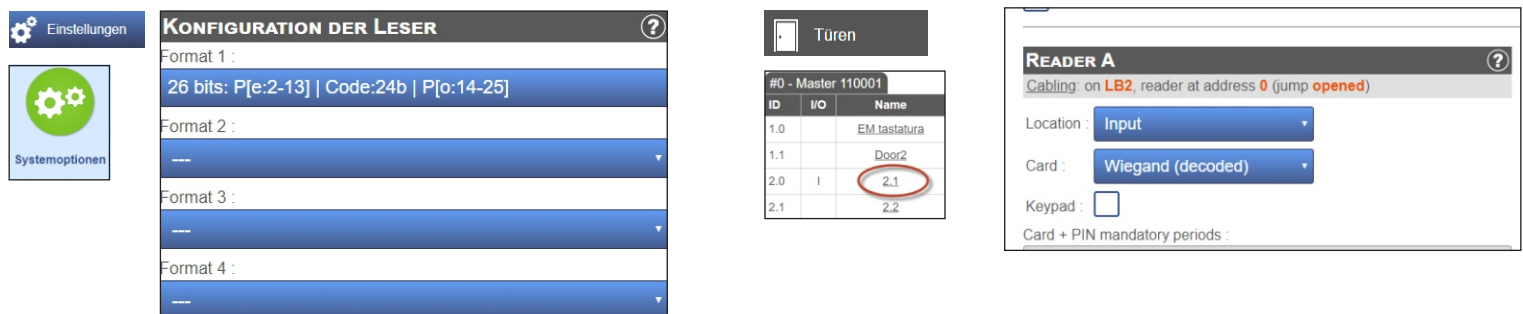 Einstellungen
Systemoptionen
KONFIGURATION DER LESER ?
Format 1 :
26 bits: P[e:2-13] | Code:24b | P[o:14-25]
Format 2 :
---
Format 3 :
---
Format 4 :
---
Türen
#0 - Master 110001
ID I/O Name
1.0 EM tastatura
1.1 Door2
2.0 I 2.1
2.1 2.2
READER A ?
Cabling: on LB2, reader at address 0 (jump opened)
Location : Input
Card : Wiegand (decoded)
Keypad :
Card + PIN mandatory periods :